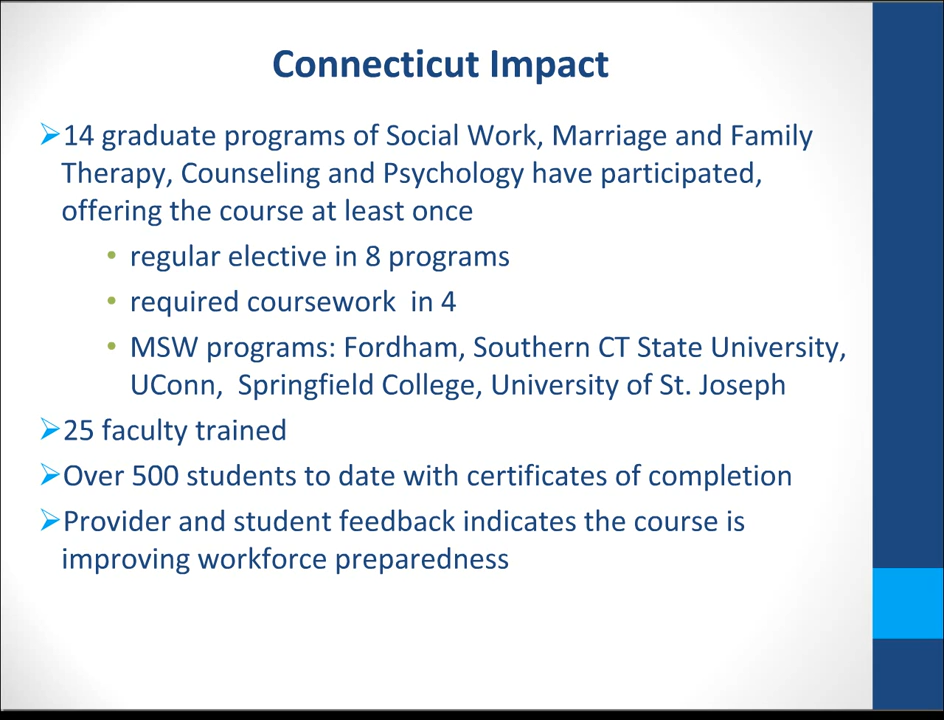 Connecticut Impact
➢14 graduate programs of Social Work, Marriage and Family
Therapy, Counseling and Psychology have participated,
offering the course at least once
• regular elective in 8 programs
• required coursework  in 4
• MSW programs: Fordham, Southern CT State University,
UConn,  Springfield College, University of St. Joseph
➢25 faculty trained
➢Over 500 students to date with certificates of completion
➢Provider and student feedback indicates the course is
improving workforce preparedness